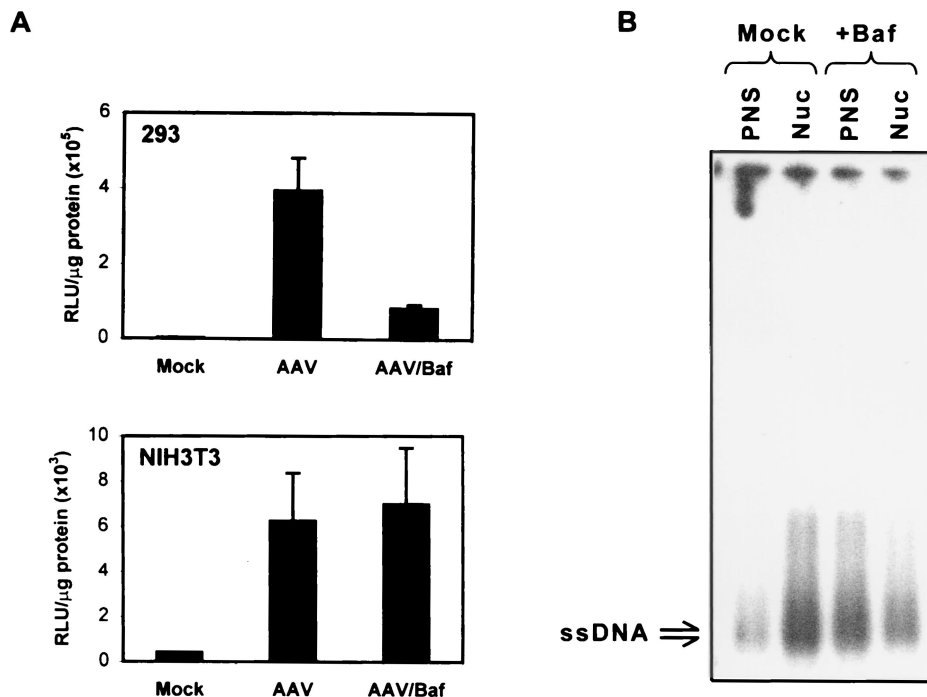 A
293
RLU/µg protein (x10⁵)
6
4
2
0
Mock AAV AAV/Baf
NIH3T3
RLU/µg protein (x10³)
10
8
6
4
2
0
Mock AAV AAV/Baf
B
Mock +Baf
PNS Nuc PNS Nuc
ssDNA